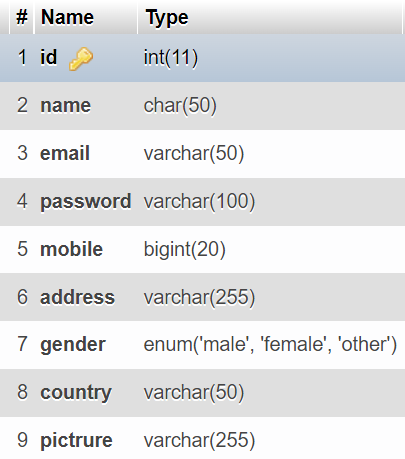 # Name Type
1 id int(11)
2 name char(50)
3 email varchar(50)
4 password varchar(100)
5 mobile bigint(20)
6 address varchar(255)
7 gender enum('male', 'female', 'other')
8 country varchar(50)
9 pictrure varchar(255)